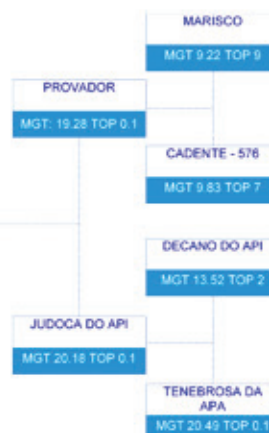 MARISCO
MGT 9.22 TOP 9
PROVADOR
MGT: 19.28 TOP 0.1
CADENTE - 576
MGT 9.83 TOP 7
DECANO DO API
MGT 13.52 TOP 2
JUDOCA DO API
MGT 20.18 TOP 0.1
TENEBROSA DA
APA
MGT 20.49 TOP 0.1